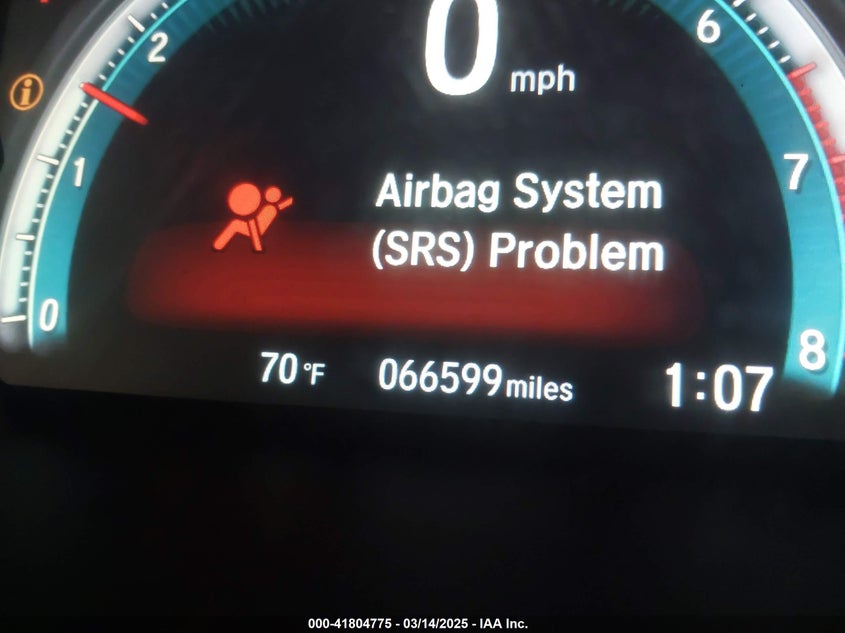 0 mph
2
6
i
1
7
Airbag System
(SRS) Problem
0
8
70 °F 066599 miles 1:07
000-41804775 - 03/14/2025 - IAA Inc.